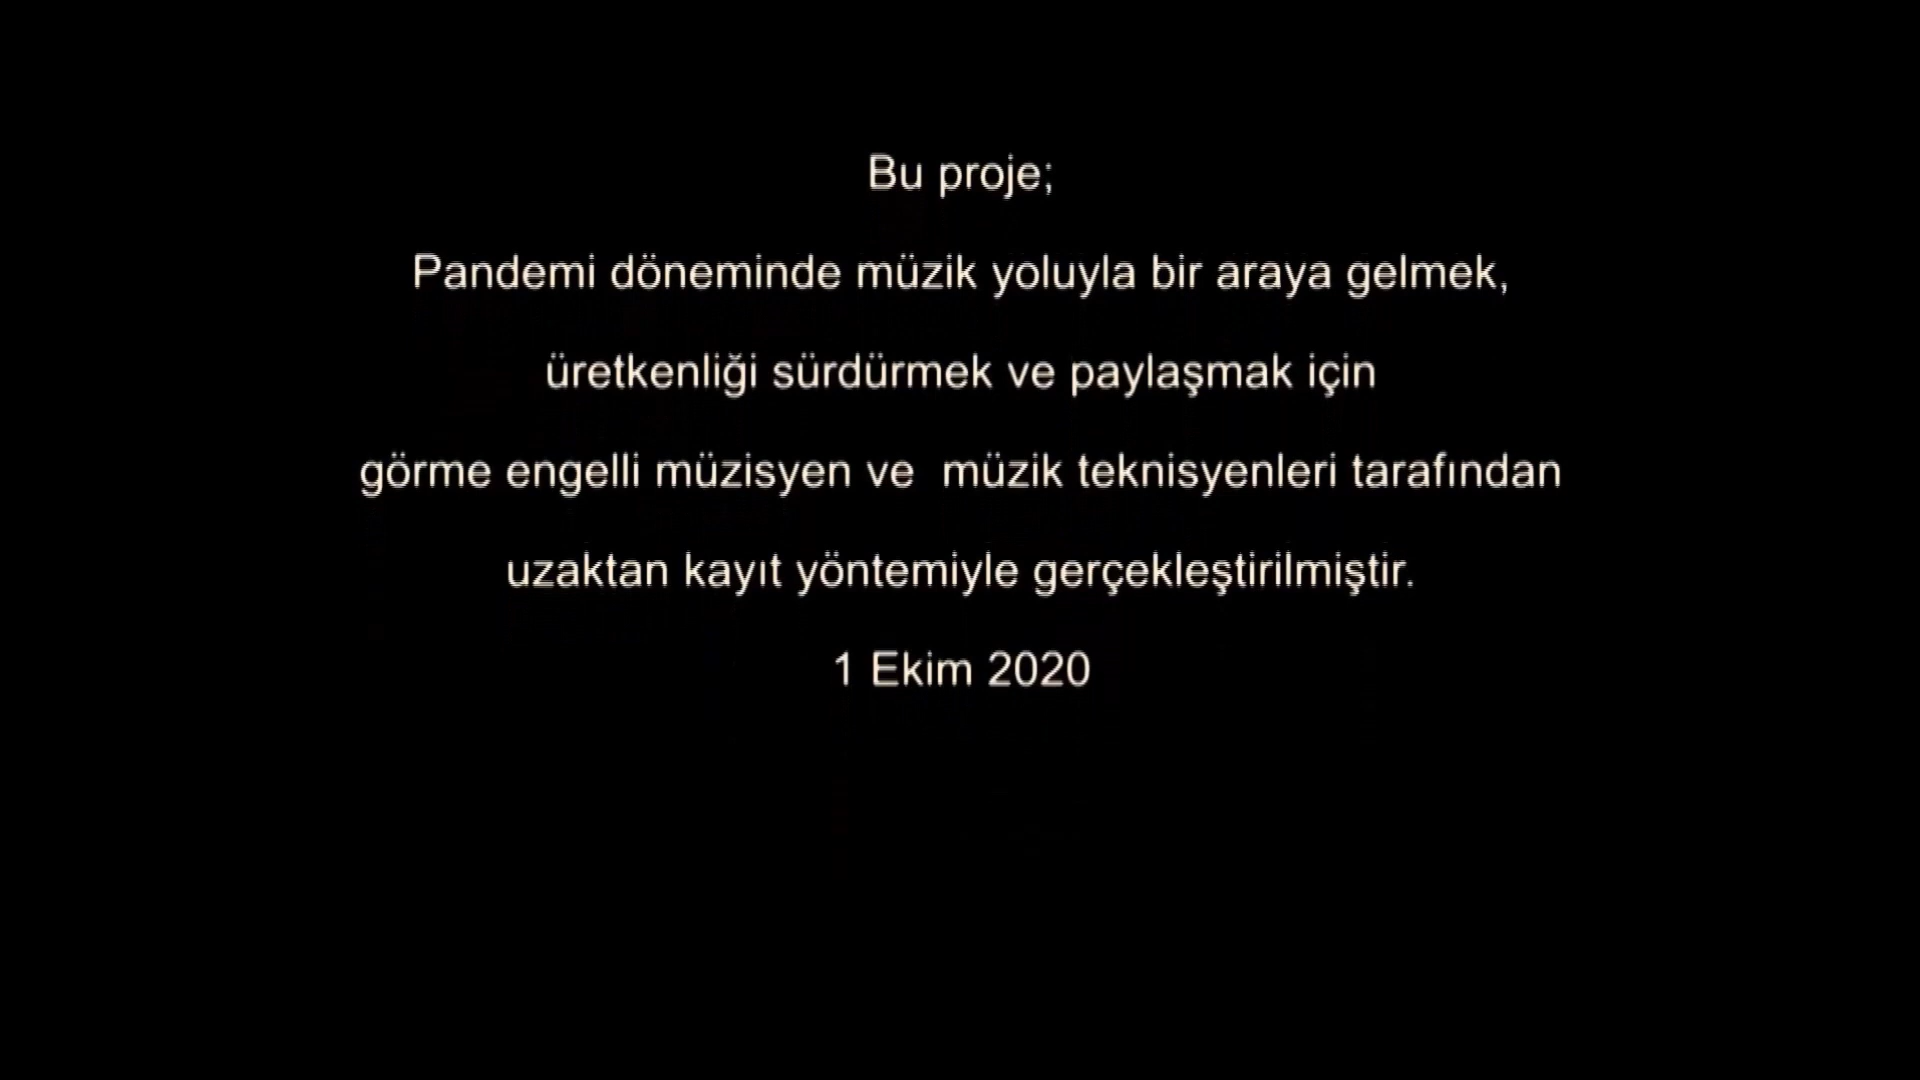 Bu proje;
Pandemi döneminde müzik yoluyla bir araya gelmek,
üretkenliği sürdürmek ve paylaşmak için
görme engelli müzisyen ve  müzik teknisyenleri tarafından
uzaktan kayıt yöntemiyle gerçekleştirilmiştir.
1 Ekim 2020